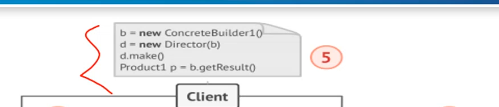 b = new ConcreteBuilder1()
d = new Director(b)
d.make()
Product1 p = b.getResult()
5
Client